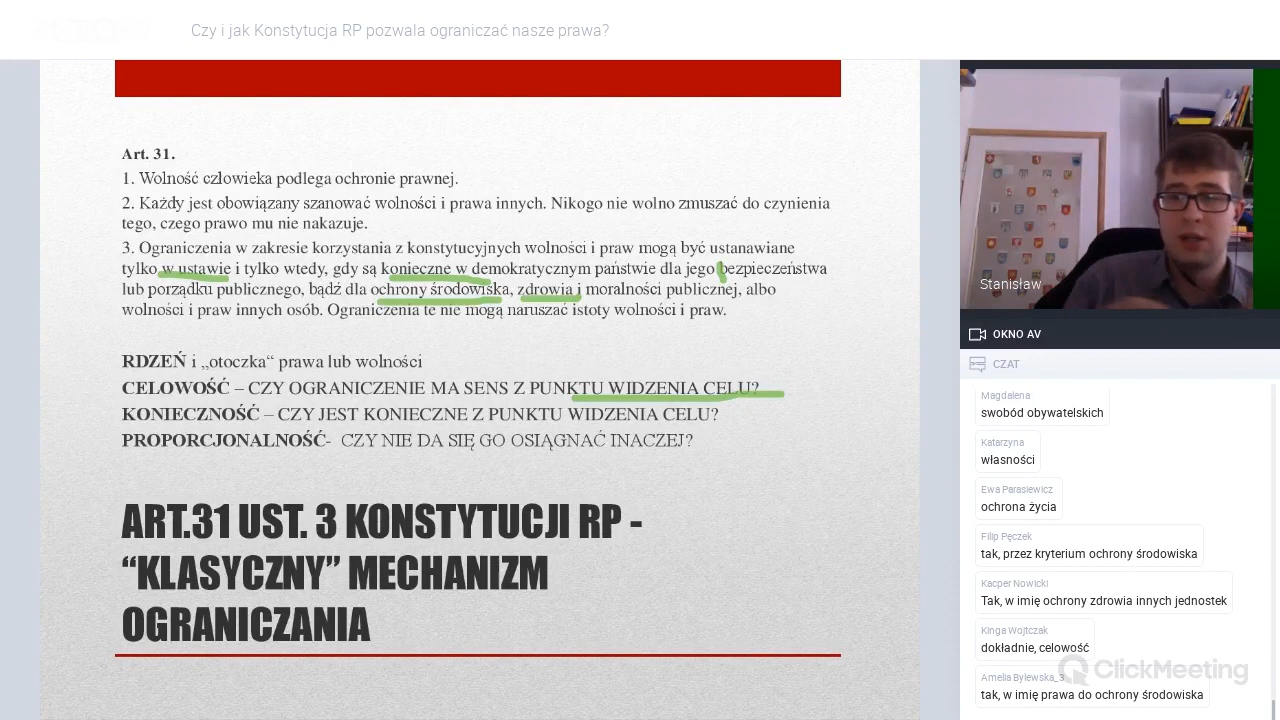 Czy i jak Konstytucja RP pozwala ograniczać nasze prawa?
Art. 31.
1. Wolność człowieka podlega ochronie prawnej.
2. Każdy jest obowiązany szanować wolności i prawa innych. Nikogo nie wolno zmuszać do czynienia
tego, czego prawo mu nie nakazuje.
3. Ograniczenia w zakresie korzystania z konstytucyjnych wolności i praw mogą być ustanawiane
tylko w ustawie i tylko wtedy, gdy są konieczne w demokratycznym państwie dla jego bezpieczeństwa
lub porządku publicznego, bądź dla ochrony środowiska, zdrowia i moralności publicznej, albo
wolności i praw innych osób. Ograniczenia te nie mogą naruszać istoty wolności i praw.
RDZEŃ i „otoczka“ prawa lub wolności
CELOWOŚĆ – CZY OGRANICZENIE MA SENS Z PUNKTU WIDZENIA CELU?
KONIECZNOŚĆ – CZY JEST KONIECZNE Z PUNKTU WIDZENIA CELU?
PROPORCJONALNOŚĆ- CZY NIE DA SIĘ GO OSIĄGNĄĆ INACZEJ?
ART.31 UST. 3 KONSTYTUCJI RP -
“KLASYCZNY” MECHANIZM
OGRANICZANIA
Stanisław
OKNO AV
CZAT
Magdalena
swobód obywatelskich
Katarzyna
własności
Ewa Parasiewicz
ochrona życia
Filip Pęczek
tak, przez kryterium ochrony środowiska
Kacper Nowicki
Tak, w imię ochrony zdrowia innych jednostek
Kinga Wojtczak
dokładnie, celowość
Amelia Bylewska_3
tak, w imię prawa do ochrony środowiska
ClickMeeting